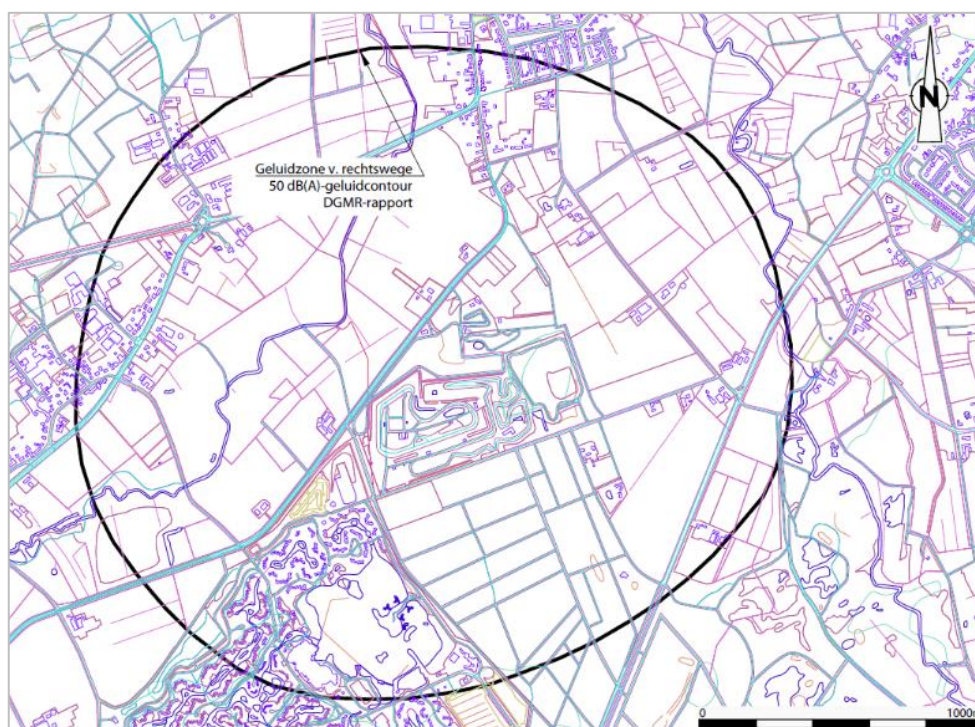 N
Geluidzone v. rechtswege
50 dB(A)-geluidcontour
DGMR-rapport
0
1000